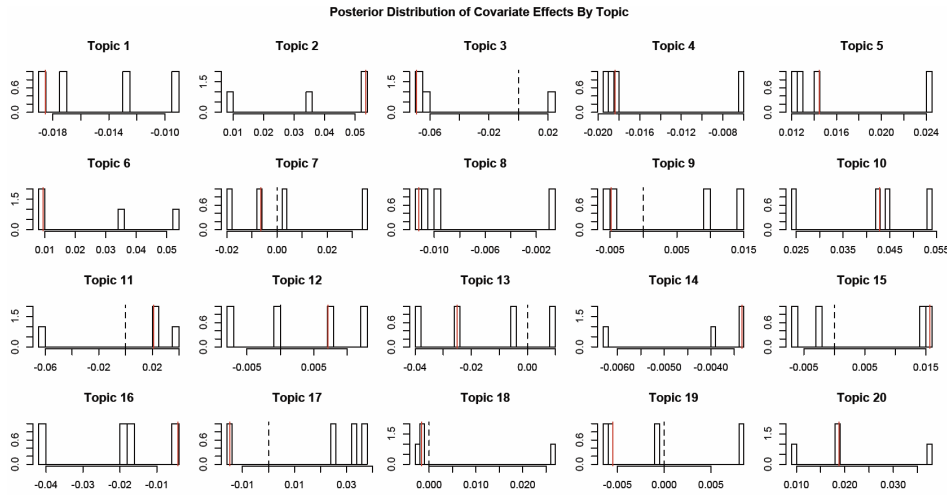 Posterior Distribution of Covariate Effects By Topic
Topic 1 Topic 2 Topic 3 Topic 4 Topic 5
0.0 0.6 0.0 1.5 0.0 1.5 0.0 0.6 0.0 0.6
-0.018 -0.014 -0.010 0.01 0.02 0.03 0.04 0.05 -0.06 -0.02 0.02 -0.020 -0.016 -0.012 -0.008 0.012 0.016 0.020 0.024
Topic 6 Topic 7 Topic 8 Topic 9 Topic 10
0.0 1.5 0.0 0.6 0.0 0.6 0.0 0.6 0.0 0.6
0.01 0.02 0.03 0.04 0.05 -0.02 0.00 0.02 -0.010 -0.006 -0.002 -0.005 0.005 0.015 0.025 0.035 0.045 0.055
Topic 11 Topic 12 Topic 13 Topic 14 Topic 15
0.0 1.5 0.0 0.6 0.0 0.6 0.0 1.5 0.0 0.6
-0.06 -0.02 0.02 -0.005 0.005 -0.04 -0.02 0.00 -0.0060 -0.0050 -0.0040 -0.005 0.005 0.015
Topic 16 Topic 17 Topic 18 Topic 19 Topic 20
0.0 0.6 0.0 0.6 0.0 1.5 0.0 0.6 0.0 1.5
-0.04 -0.03 -0.02 -0.01 -0.01 0.01 0.03 0.000 0.010 0.020 -0.005 0.000 0.005 0.010 0.020 0.030